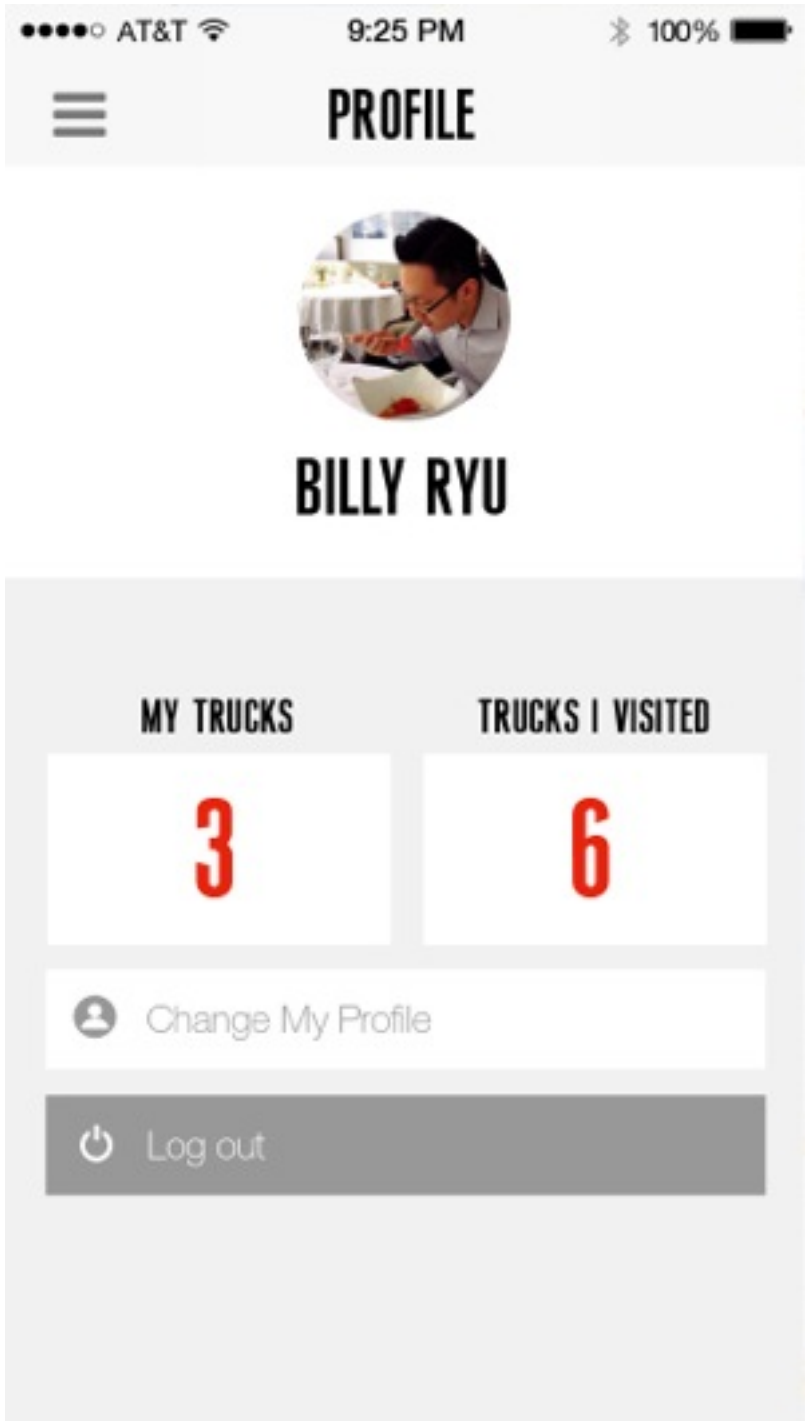 AT&T 9:25 PM 100%
PROFILE
BILLY RYU
MY TRUCKS TRUCKS I VISITED
3 6
Change My Profile
Log out